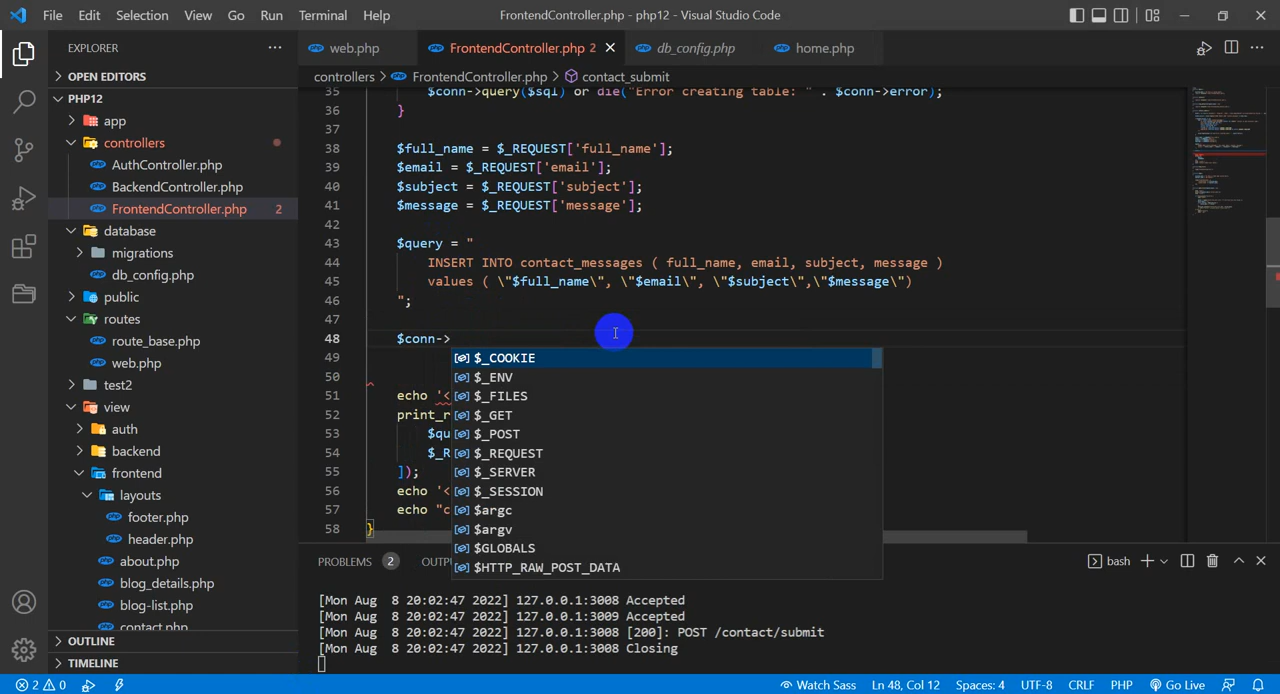 File Edit Selection View Go Run Terminal Help
FrontendController.php - php12 - Visual Studio Code
EXPLORER
OPEN EDITORS
PHP12
app
controllers
AuthController.php
BackendController.php
FrontendController.php 2
database
migrations
db_config.php
public
routes
route_base.php
web.php
test2
view
auth
backend
frontend
layouts
footer.php
header.php
about.php
blog_details.php
blog-list.php
contact.php
OUTLINE
TIMELINE
web.php
FrontendController.php 2
db_config.php
home.php
controllers > FrontendController.php > contact_submit
35 $conn->query($sql) or die("Error creating table: " . $conn->error);
36 }
37
38 $full_name = $_REQUEST['full_name'];
39 $email = $_REQUEST['email'];
40 $subject = $_REQUEST['subject'];
41 $message = $_REQUEST['message'];
42
43 $query = "
44 INSERT INTO contact_messages ( full_name, email, subject, message )
45 values ( \"$full_name\", \"$email\", \"$subject\",\"$message\")
46 ";
47
48 $conn->
49
50
51 echo '<
52 print_r
53 $qu
54 $_R
55 ]);
56 echo '<
57 echo "c
58 }
$_COOKIE
$_ENV
$_FILES
$_GET
$_POST
$_REQUEST
$_SERVER
$_SESSION
$argc
$argv
$GLOBALS
$HTTP_RAW_POST_DATA
PROBLEMS 2 OUTPU
bash
[Mon Aug 8 20:02:47 2022] 127.0.0.1:3008 Accepted
[Mon Aug 8 20:02:47 2022] 127.0.0.1:3009 Accepted
[Mon Aug 8 20:02:47 2022] 127.0.0.1:3008 [200]: POST /contact/submit
[Mon Aug 8 20:02:47 2022] 127.0.0.1:3008 Closing
2 0
Watch Sass Ln 48, Col 12 Spaces: 4 UTF-8 CRLF PHP Go Live